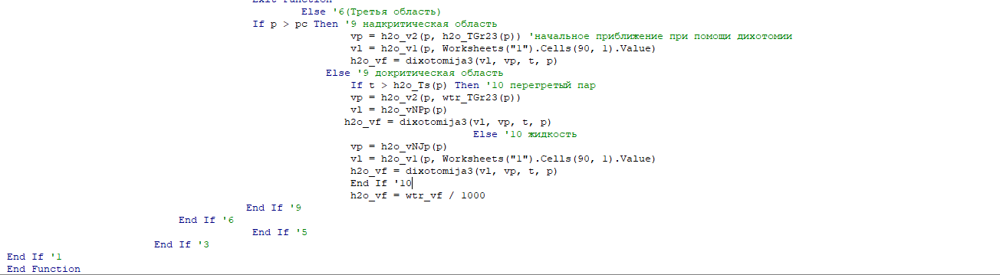 Exit Function
Else '6(Третья область)
If p > pc Then '9 надкритическая область
vp = h2o_v2(p, h2o_TGr23(p)) 'начальное приближение при помощи дихотомии
vl = h2o_v1(p, Worksheets("1").Cells(90, 1).Value)
h2o_vf = dixotomija3(vl, vp, t, p)
Else '9 докритическая область
If t > h2o_Ts(p) Then '10 перегретый пар
vp = h2o_v2(p, wtr_TGr23(p))
vl = h2o_vNPp(p)
h2o_vf = dixotomija3(vl, vp, t, p)
Else '10 жидкость
vp = h2o_vNJp(p)
vl = h2o_v1(p, Worksheets("1").Cells(90, 1).Value)
h2o_vf = dixotomija3(vl, vp, t, p)
End If '10
h2o_vf = wtr_vf / 1000
End If '9
End If '6
End If '5
End If '3
End If '1
End Function